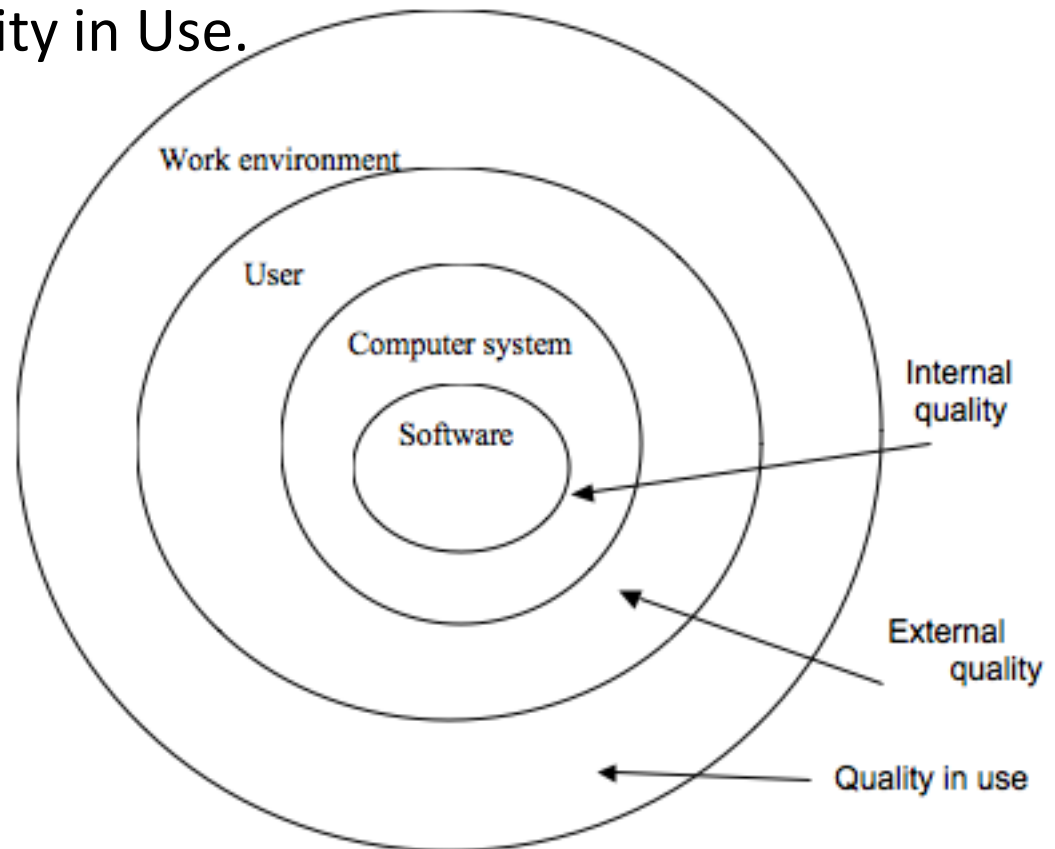 ity in Use.
Work environment
User
Computer system
Software
Internal
quality
External
quality
Quality in use